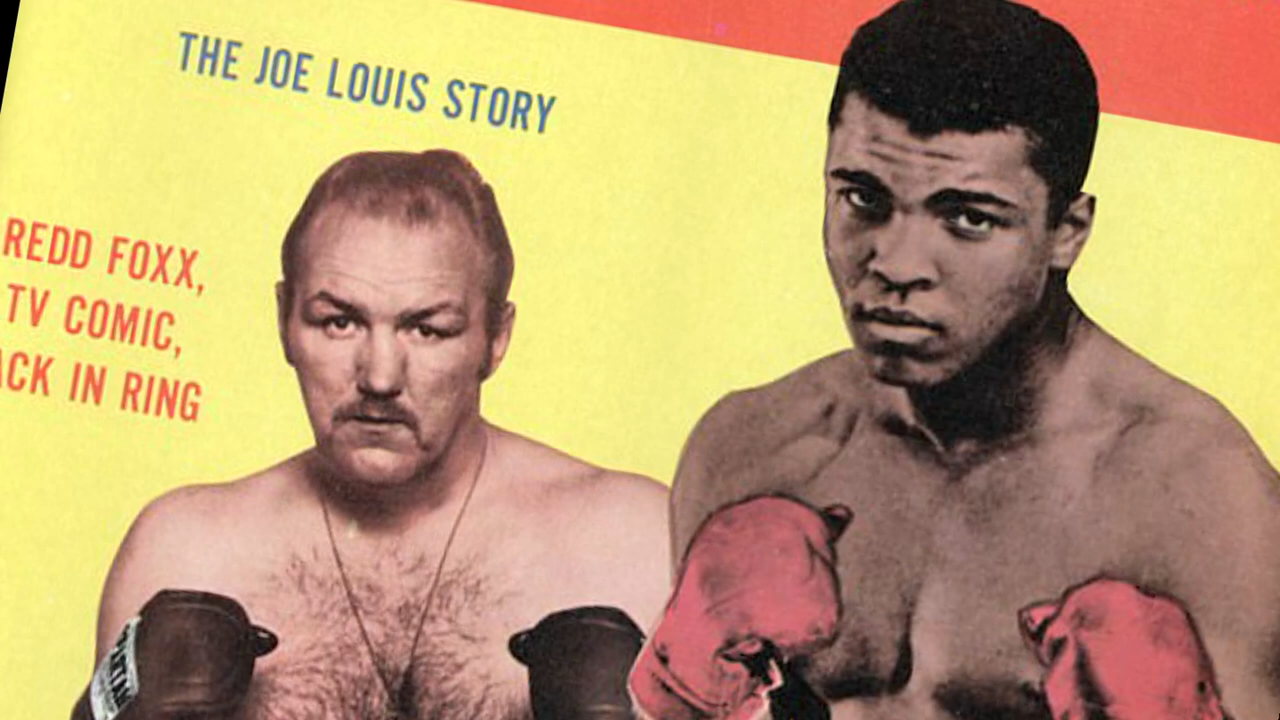 THE JOE LOUIS STORY
REDD FOXX,
TV COMIC,
ACK IN RING